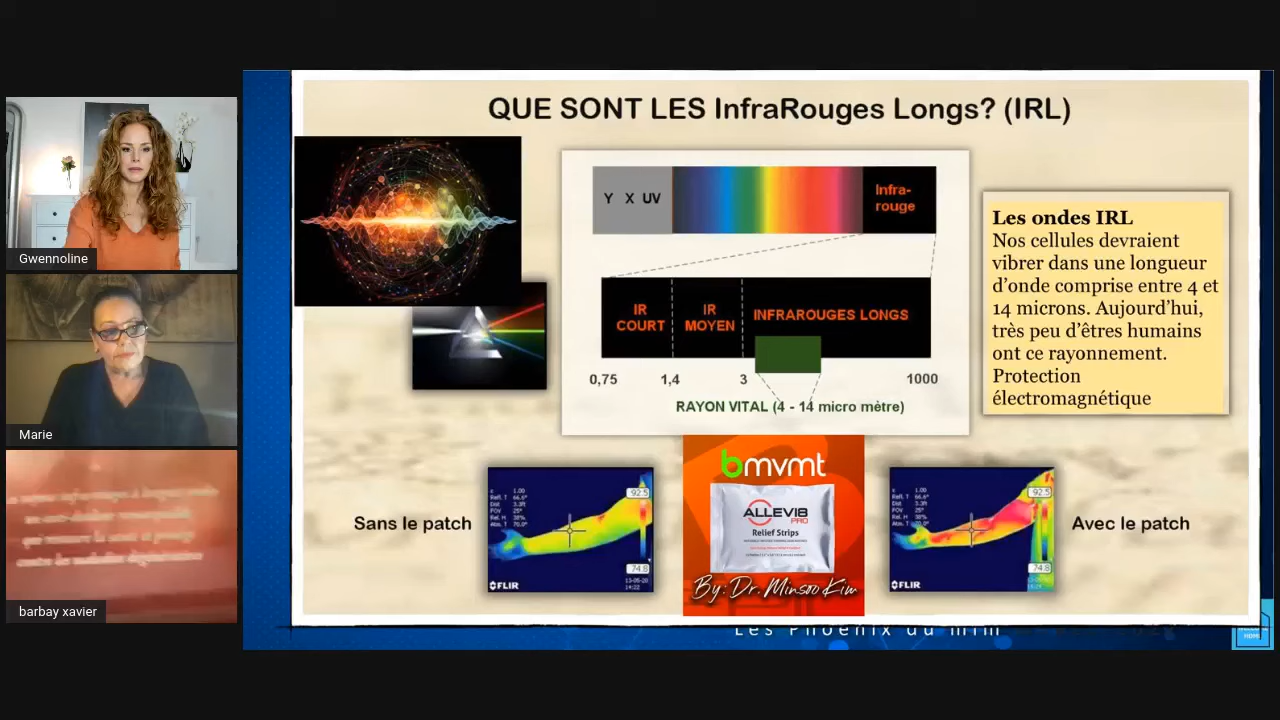 QUE SONT LES InfraRouges Longs? (IRL)
Gwennoline
Marie
barbay xavier
Y X UV
Infra-
rouge
IR
COURT
IR
MOYEN
INFRAROUGES LONGS
0,75
1,4
3
1000
RAYON VITAL (4 - 14 micro mètre)
Les ondes IRL
Nos cellules devraient
vibrer dans une longueur
d'onde comprise entre 4 et
14 microns. Aujourd'hui,
très peu d'êtres humains
ont ce rayonnement.
Protection
électromagnétique
Sans le patch
92.5
74.8
FLIR
bmvmt
ALLEVI8
PRO
Relief Strips
By: Dr. Minsoo Kim
92.5
74.8
FLIR
Avec le patch